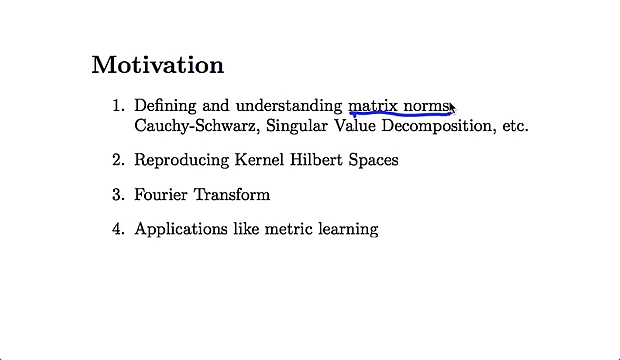 Motivation
1. Defining and understanding matrix norms
Cauchy-Schwarz, Singular Value Decomposition, etc.
2. Reproducing Kernel Hilbert Spaces
3. Fourier Transform
4. Applications like metric learning